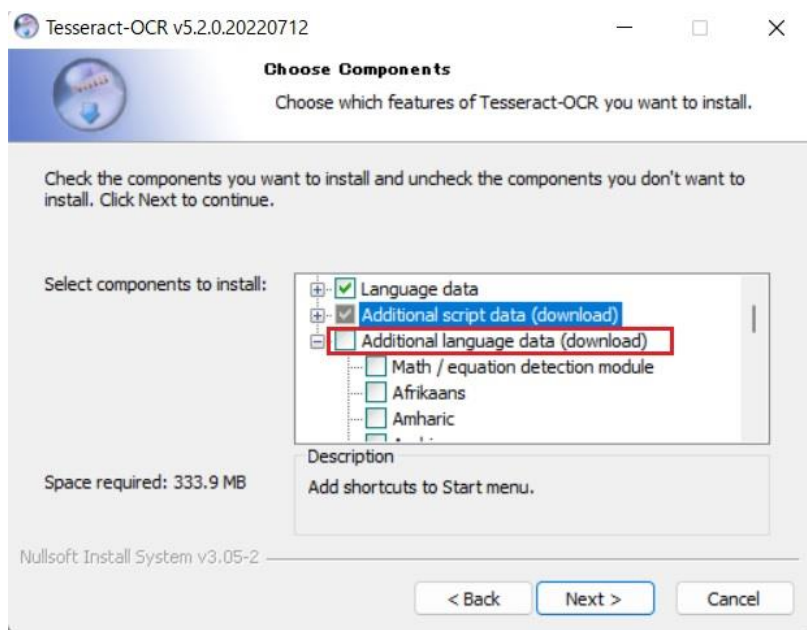 Tesseract-OCR v5.2.0.20220712
Choose Components
Choose which features of Tesseract-OCR you want to install.
Check the components you want to install and uncheck the components you don't want to
install. Click Next to continue.
Select components to install:
Language data
Additional script data (download)
Additional language data (download)
Math / equation detection module
Afrikaans
Amharic
Description
Space required: 333.9 MB
Add shortcuts to Start menu.
Nullsoft Install System v3.05-2
< Back Next > Cancel